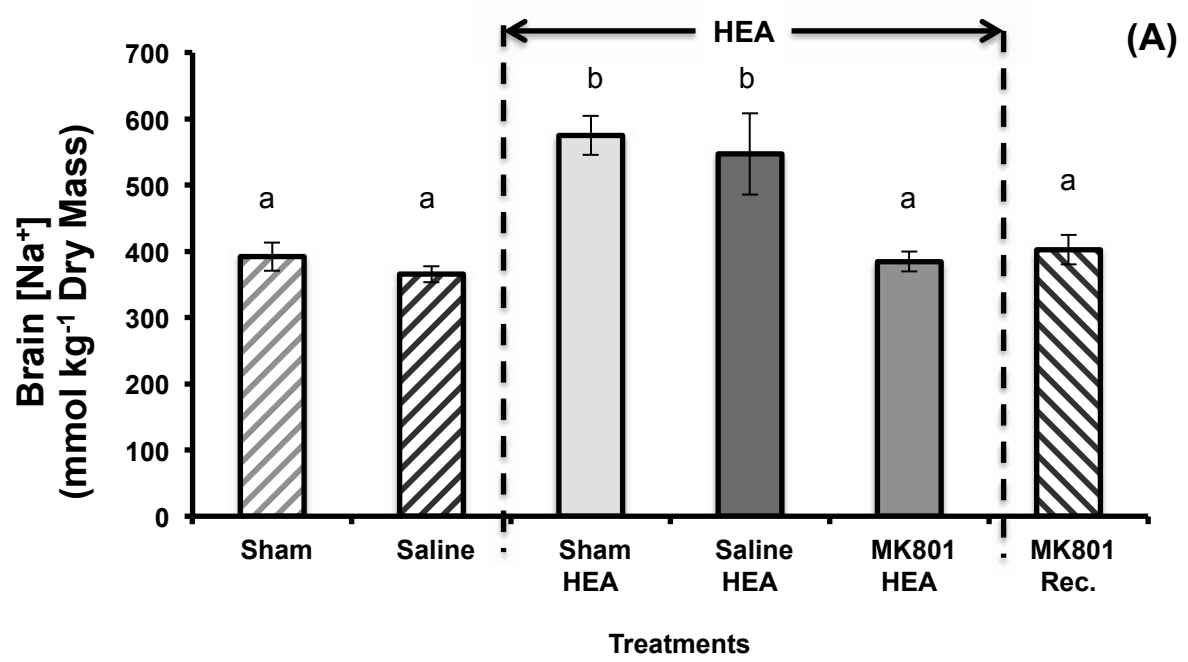 HEA
(A)
Brain [Na⁺]
(mmol kg⁻¹ Dry Mass)
700
600
500
400
300
200
100
0
a
a
b
b
a
a
Sham
Saline
Sham
HEA
Saline
HEA
MK801
HEA
MK801
Rec.
Treatments